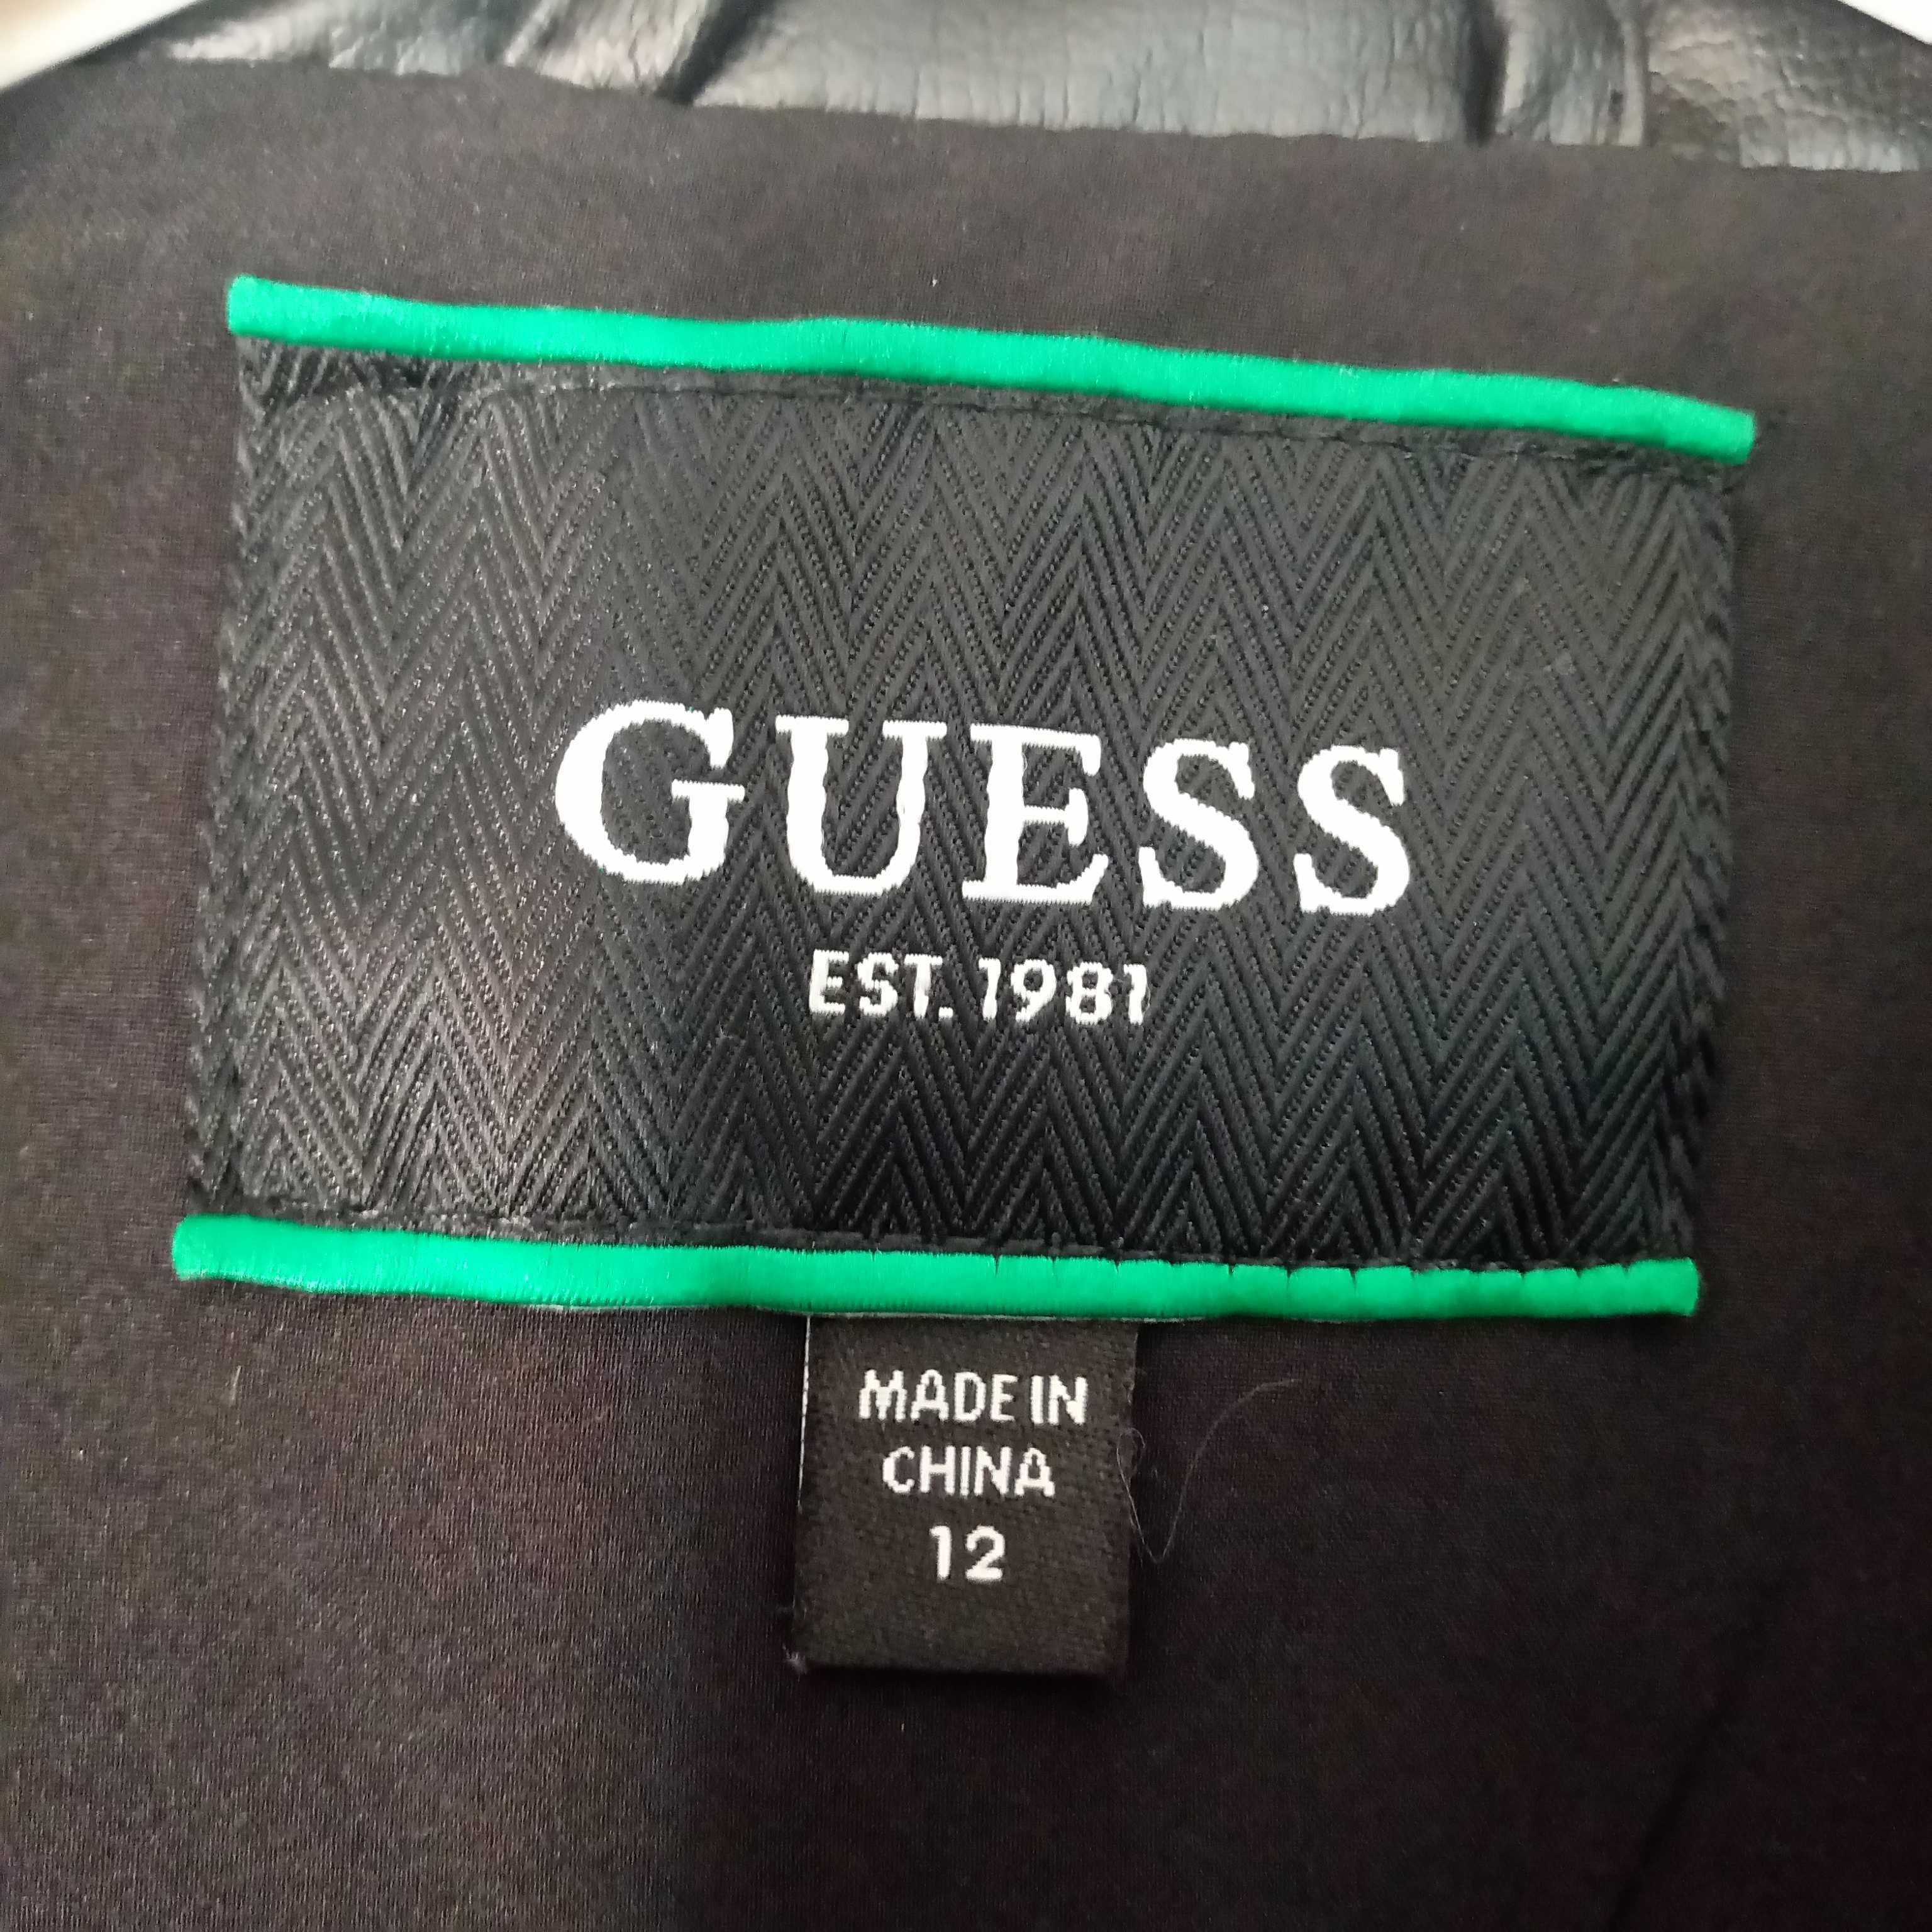 GUESS
EST. 1981
MADE IN
CHINA
12